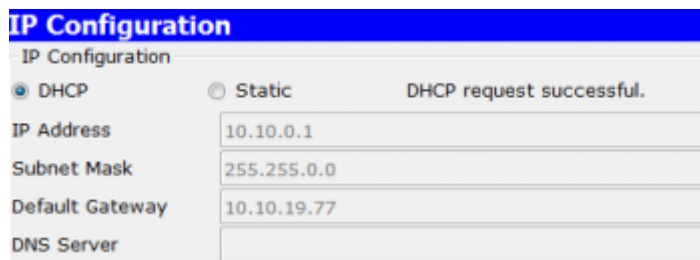 IP Configuration
IP Configuration
DHCP Static DHCP request successful.
IP Address 10.10.0.1
Subnet Mask 255.255.0.0
Default Gateway 10.10.19.77
DNS Server